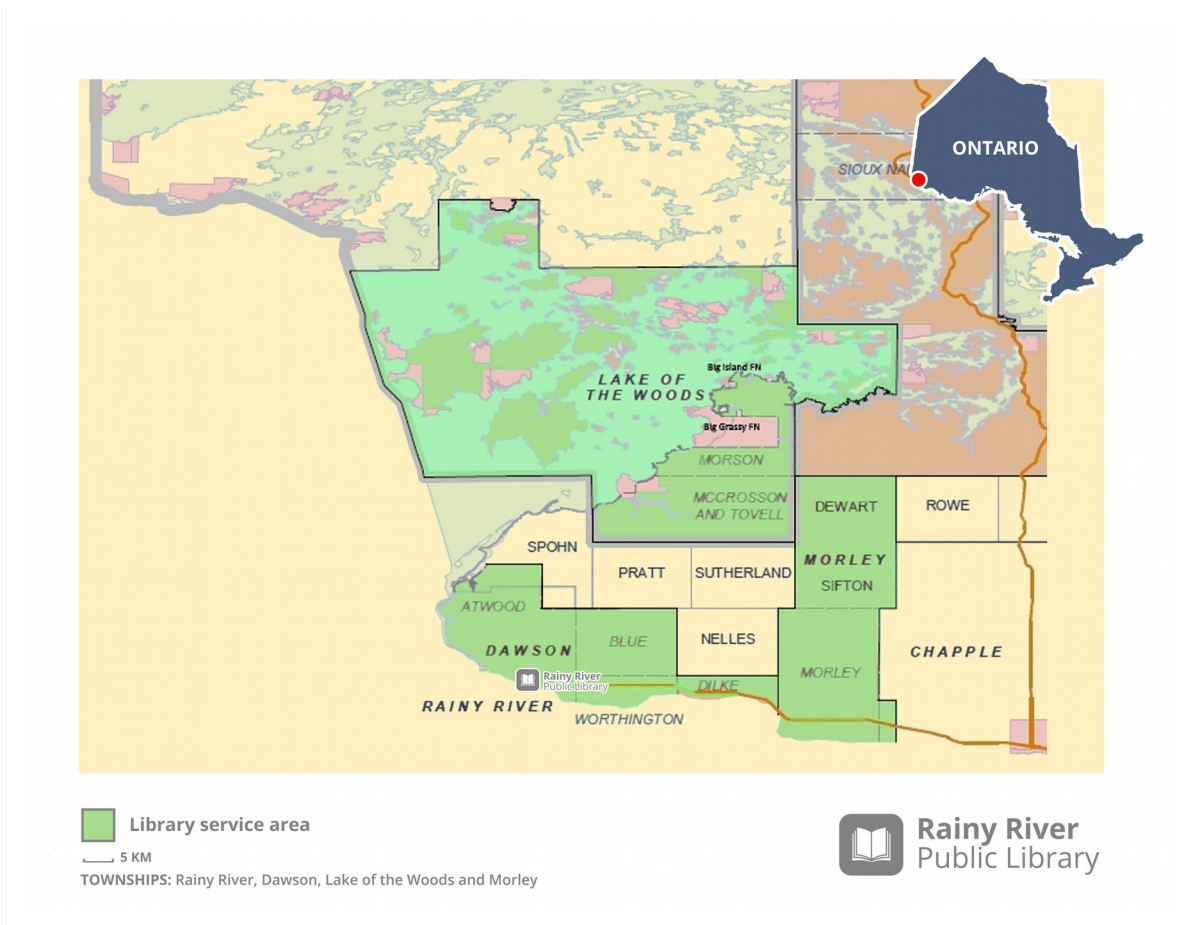 ONTARIO
SIOUX NA
Big Island FN
LAKE OF
THE WOODS
Big Grassy FN
MORSON
MCCROSSON
AND TOVELL
DEWART
ROWE
SPOHN
PRATT
SUTHERLAND
MORLEY
SIFTON
ATWOOD
DAWSON
BLUE
NELLES
CHAPPLE
MORLEY
Rainy River
Public Library
DILKE
RAINY RIVER
WORTHINGTON
Library service area
5 KM
TOWNSHIPS: Rainy River, Dawson, Lake of the Woods and Morley
Rainy River
Public Library